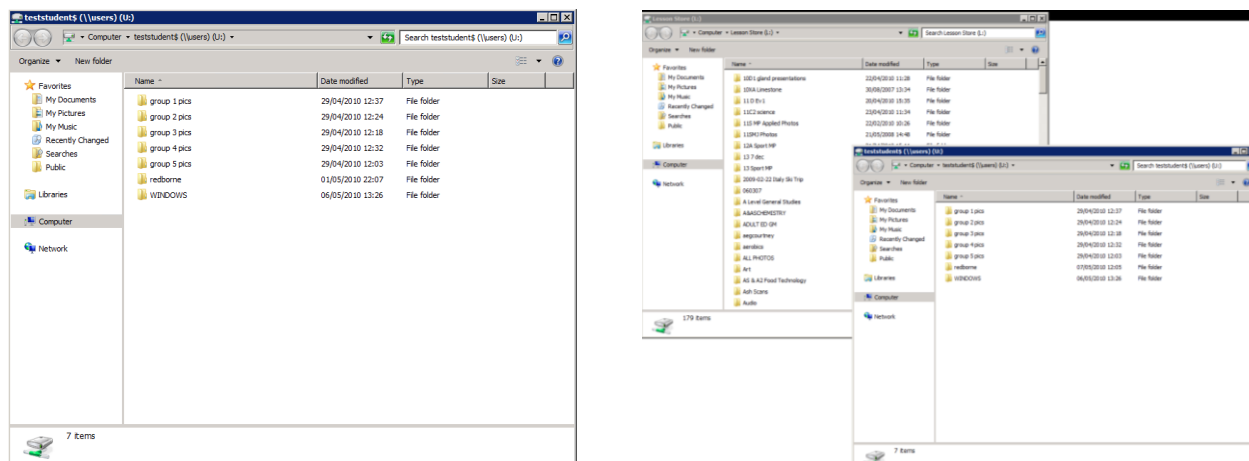 teststudent$ (\\users) (U:)
Computer teststudent$ (\\users) (U:) Search teststudent$ (\\users) (U:)
Organize New folder
Favorites
My Documents
My Pictures
My Music
Recently Changed
Searches
Public
Libraries
Computer
Network
Name Date modified Type Size
group 1 pics 29/04/2010 12:37 File folder
group 2 pics 29/04/2010 12:24 File folder
group 3 pics 29/04/2010 12:18 File folder
group 4 pics 29/04/2010 12:32 File folder
group 5 pics 29/04/2010 12:03 File folder
redborne 01/05/2010 22:07 File folder
WINDOWS 06/05/2010 13:26 File folder
7 items
Lesson Store (L:)
Computer Lesson Store (L:) Search Lesson Store (L:)
Organize New folder
Favorites
My Documents
My Pictures
My Music
Recently Changed
Searches
Public
Libraries
Computer
Network
Name Date modified Type Size
10D1 gland presentations 22/04/2010 11:28 File folder
10XA Limestone 30/08/2007 13:34 File folder
11 D Ev1 20/04/2010 15:35 File folder
11C2 science 23/04/2010 11:34 File folder
11S MP Applied Photos 22/02/2010 10:26 File folder
11SMJ Photos 21/05/2008 14:48 File folder
12A Sport MP
13 7 dec
13 Sport MP
2009-02-22 Italy Ski Trip
060307
A Level General Studies
A&ASCHEMISTRY
ADULT ED GM
aegcourtney
aerobics
ALL PHOTOS
Art
AS & A2 Food Technology
Ash Scans
Audio
179 items
teststudent$ (\\users) (U:)
Computer teststudent$ (\\users) (U:) Search teststudent$ (\\users) (U:)
Organize New folder
Favorites
My Documents
My Pictures
My Music
Recently Changed
Searches
Public
Libraries
Computer
Network
Name Date modified Type Size
group 1 pics 29/04/2010 12:37 File folder
group 2 pics 29/04/2010 12:24 File folder
group 3 pics 29/04/2010 12:18 File folder
group 4 pics 29/04/2010 12:32 File folder
group 5 pics 29/04/2010 12:03 File folder
redborne 07/05/2010 12:05 File folder
WINDOWS 06/05/2010 13:26 File folder
7 items